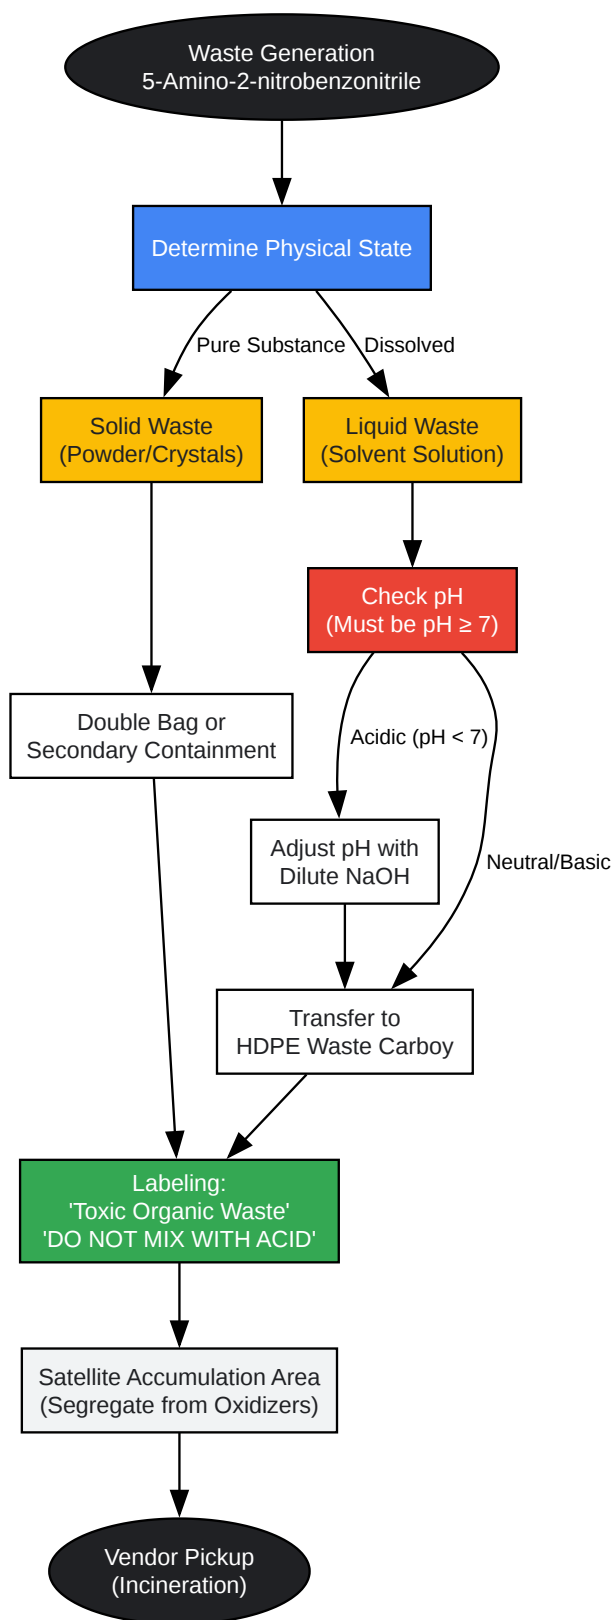 Waste Generation
5-Amino-2-nitrobenzonitrile
Determine Physical State
Pure Substance
Dissolved
Solid Waste
(Powder/Crystals)
Liquid Waste
(Solvent Solution)
Check pH
(Must be pH ≥ 7)
Double Bag or
Secondary Containment
Acidic (pH < 7)
Adjust pH with
Dilute NaOH
Neutral/Basic
Transfer to
HDPE Waste Carboy
Labeling:
'Toxic Organic Waste'
'DO NOT MIX WITH ACID'
Satellite Accumulation Area
(Segregate from Oxidizers)
Vendor Pickup
(Incineration)